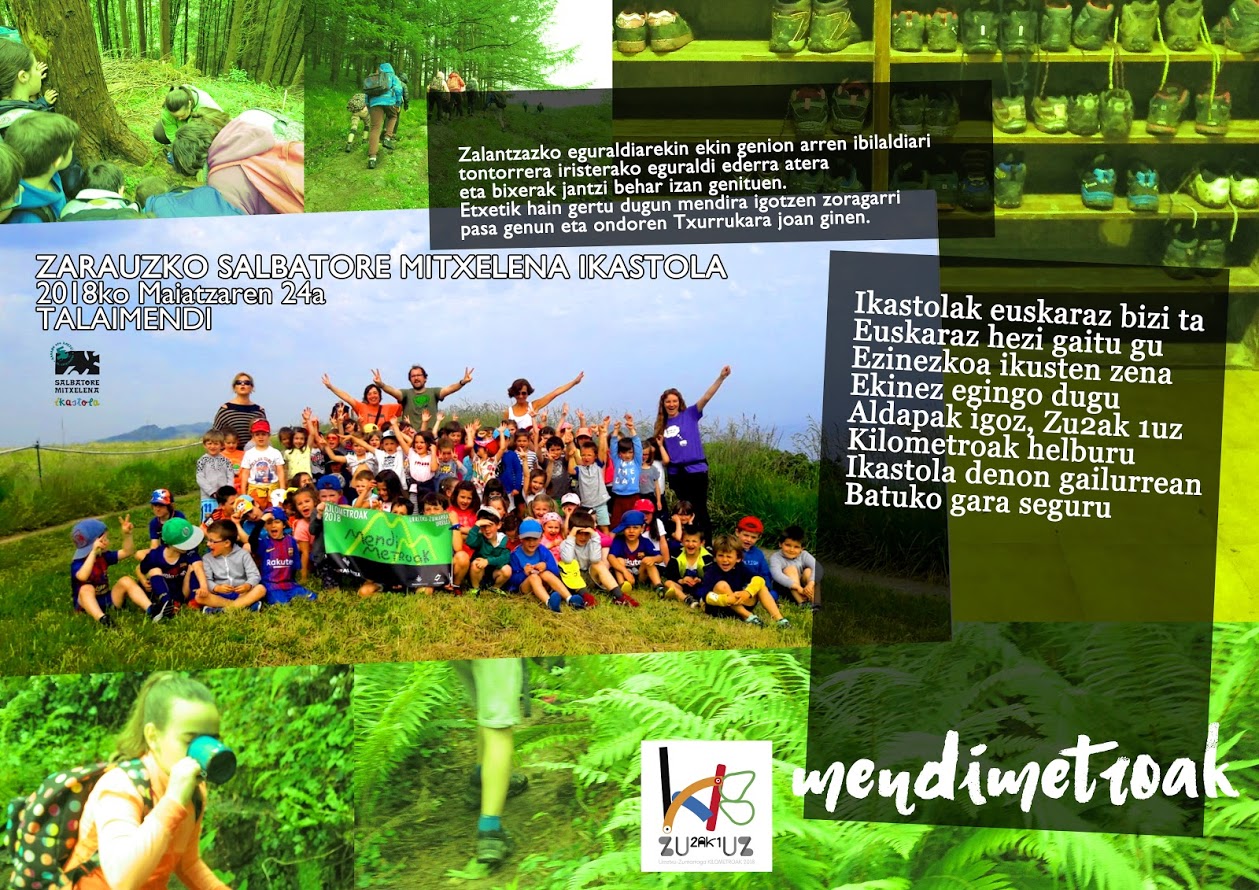 Zalantzazko eguraldiarekin ekin genion arren ibilaldiari
tontorrera iristerako eguraldi ederra atera
eta bixerak jantzi behar izan genituen.
Etxetik hain gertu dugun mendira igotzen zoragarri
pasa genun eta ondoren Txurrukara joan ginen.
ZARAUZKO SALBATORE MITXELENA IKASTOLA
2018ko Maiatzaren 24a
TALAIMENDI
SALBATORE
MITXELENA
ikastola
Ikastolak euskaraz bizi ta
Euskaraz hezi gaitu gu
Ezinezkoa ikusten zena
Ekinez egingo dugu
Aldapak igoz, Zu2ak 1uz
Kilometroak helburu
Ikastola denon gailurrean
Batuko gara seguru
KILOMETROAK
2018
Mendi
METROAK
Rakuten
ZU2AK1UZ
KILOMETROAK 2018
mendimetroak